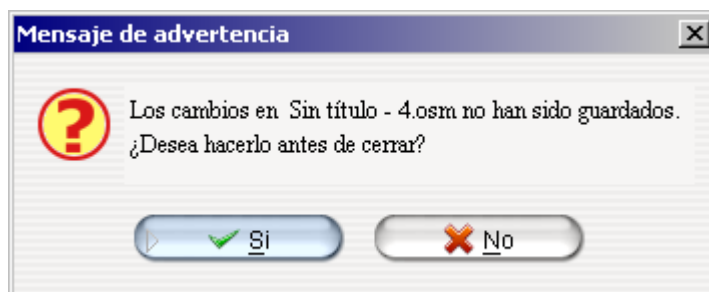 Mensaje de advertencia
Los cambios en Sin título - 4.osm no han sido guardados.
¿Desea hacerlo antes de cerrar?
Si
No